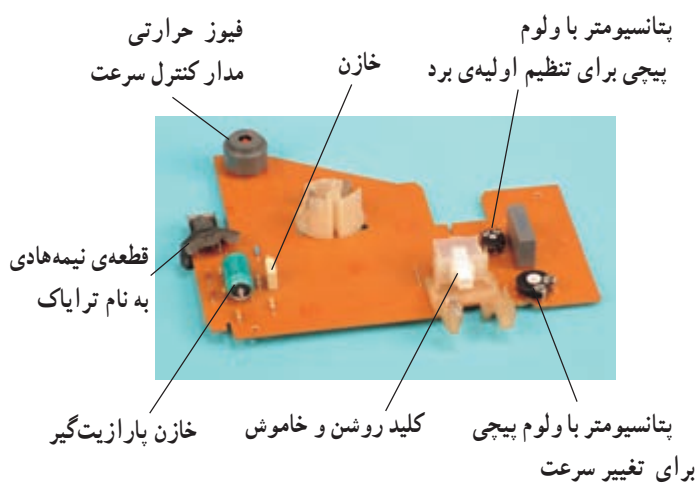 پتانسیومتر با ولوم
پیچی برای تنظیم اولیه‌ی برد
خازن
فیوز حرارتی
مدار کنترل سرعت
قطعه‌ی نیمه‌هادی
به نام ترایاک
خازن پارازیت‌گیر
کلید روشن و خاموش
پتانسیومتر با ولوم پیچی
برای تغییر سرعت